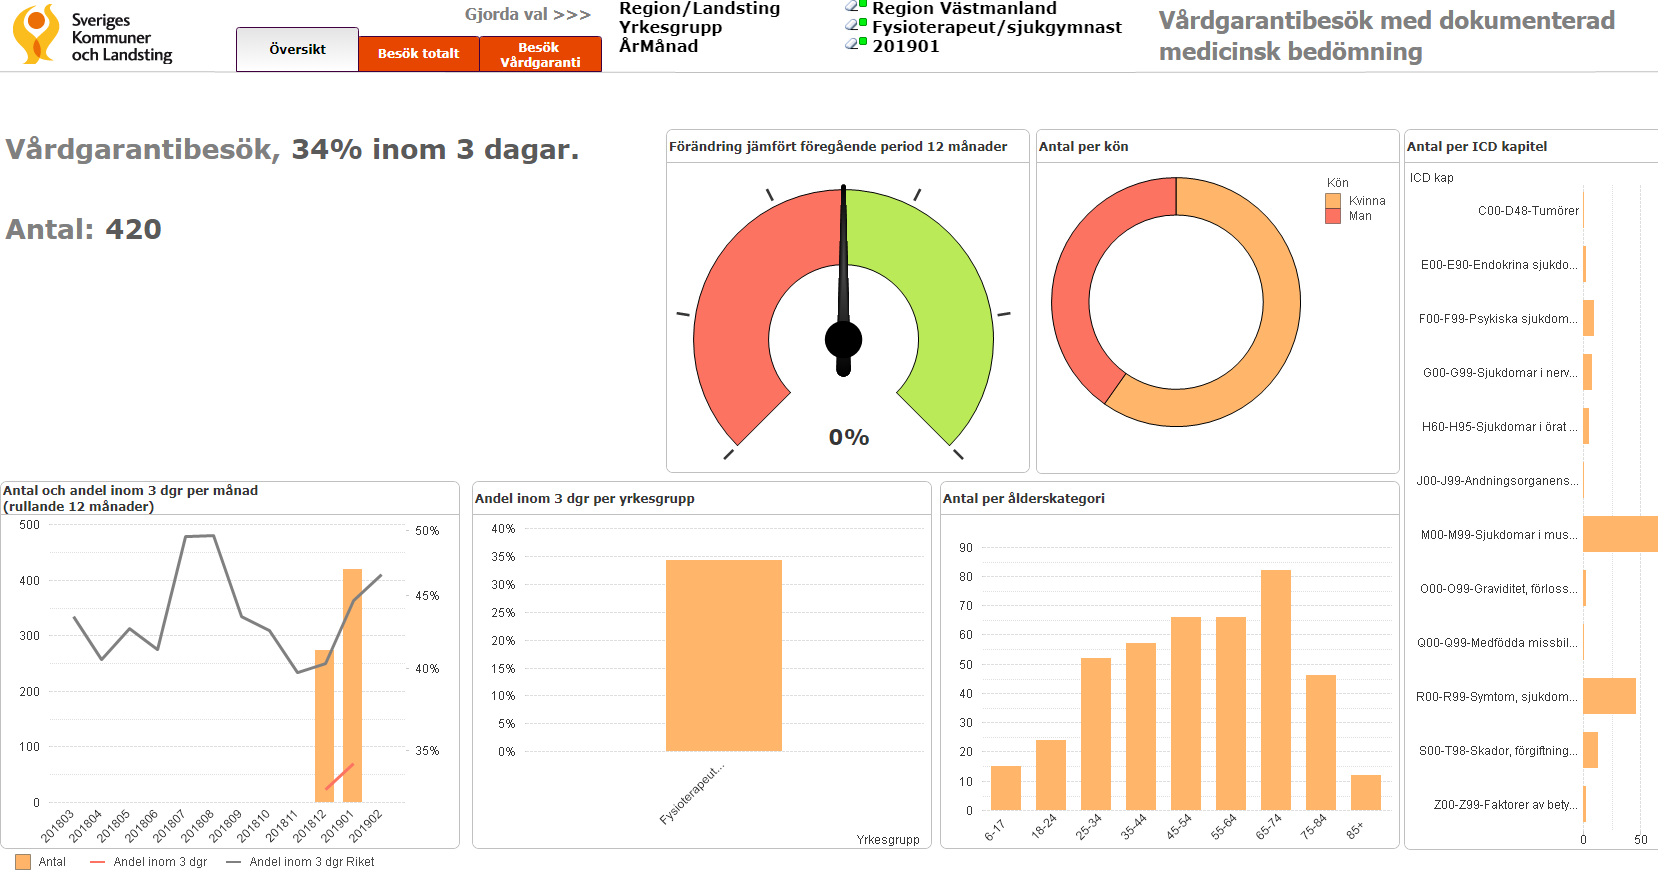 Sveriges
Kommuner
och Landsting
Gjorda val >>>
Översikt
Besök totalt
Besök
Vårdgaranti
Region/Landsting
Yrkesgrupp
ÅrMånad
Region Västmanland
Fysioterapeut/sjukgymnast
201901
Vårdgarantibesök med dokumenterad
medicinsk bedömning
Vårdgarantibesök, 34% inom 3 dagar.
Antal: 420
Förändring jämfört föregående period 12 månader
0%
Antal per kön
Kön
Kvinna
Man
Antal per ICD kapitel
ICD kap
C00-D48-Tumörer
E00-E90-Endokrina sjukdo...
F00-F99-Psykiska sjukdom...
G00-G99-Sjukdomar i nerv...
H60-H95-Sjukdomar i örat ...
J00-J99-Andningsorganens...
M00-M99-Sjukdomar i mus...
O00-O99-Graviditet, förloss...
Q00-Q99-Medfödda missbil...
R00-R99-Symtom, sjukdom...
S00-T98-Skador, förgiftning...
Z00-Z99-Faktorer av bety...
0
50
Antal och andel inom 3 dgr per månad
(rullande 12 månader)
500
400
300
200
100
0
50%
45%
40%
35%
201803
201804
201805
201806
201807
201808
201809
201810
201811
201812
201901
201902
Antal
Andel inom 3 dgr
Andel inom 3 dgr Riket
Andel inom 3 dgr per yrkesgrupp
40%
35%
30%
25%
20%
15%
10%
5%
0%
Fysioterapeut...
Yrkesgrupp
Antal per ålderskategori
90
80
70
60
50
40
30
20
10
0
6-17
18-24
25-34
35-44
45-54
55-64
65-74
75-84
85+